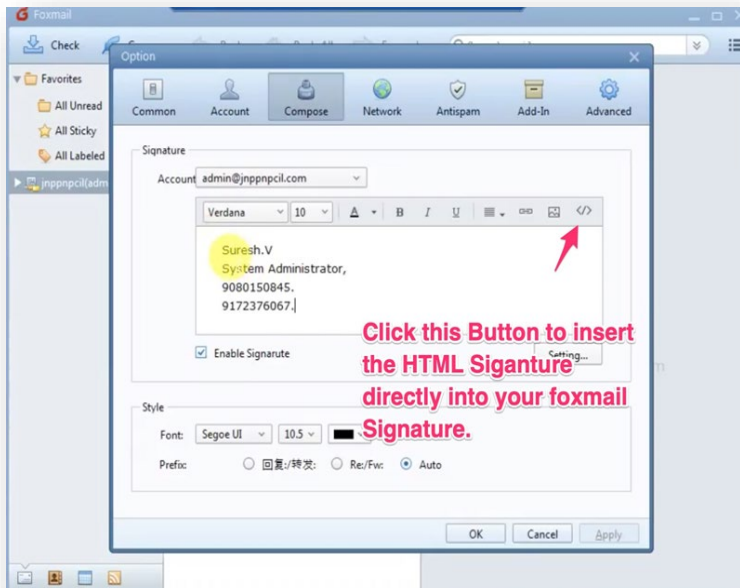 Foxmail
Check
Option
Favorites
All Unread
All Sticky
All Labeled
jnppnpcil(adm
Common
Account
Compose
Network
Antispam
Add-In
Advanced
Signature
Account admin@jnppnpcil.com
Verdana 10 A B I U </>
Suresh.V
System Administrator,
9080150845.
9172376067.
Enable Signarute
Setting...
Click this Button to insert
the HTML Siganture
directly into your foxmail
Signature.
Style
Font: Segoe UI 10.5
Prefix: 回复:/转发: Re:/Fw: Auto
OK Cancel Apply